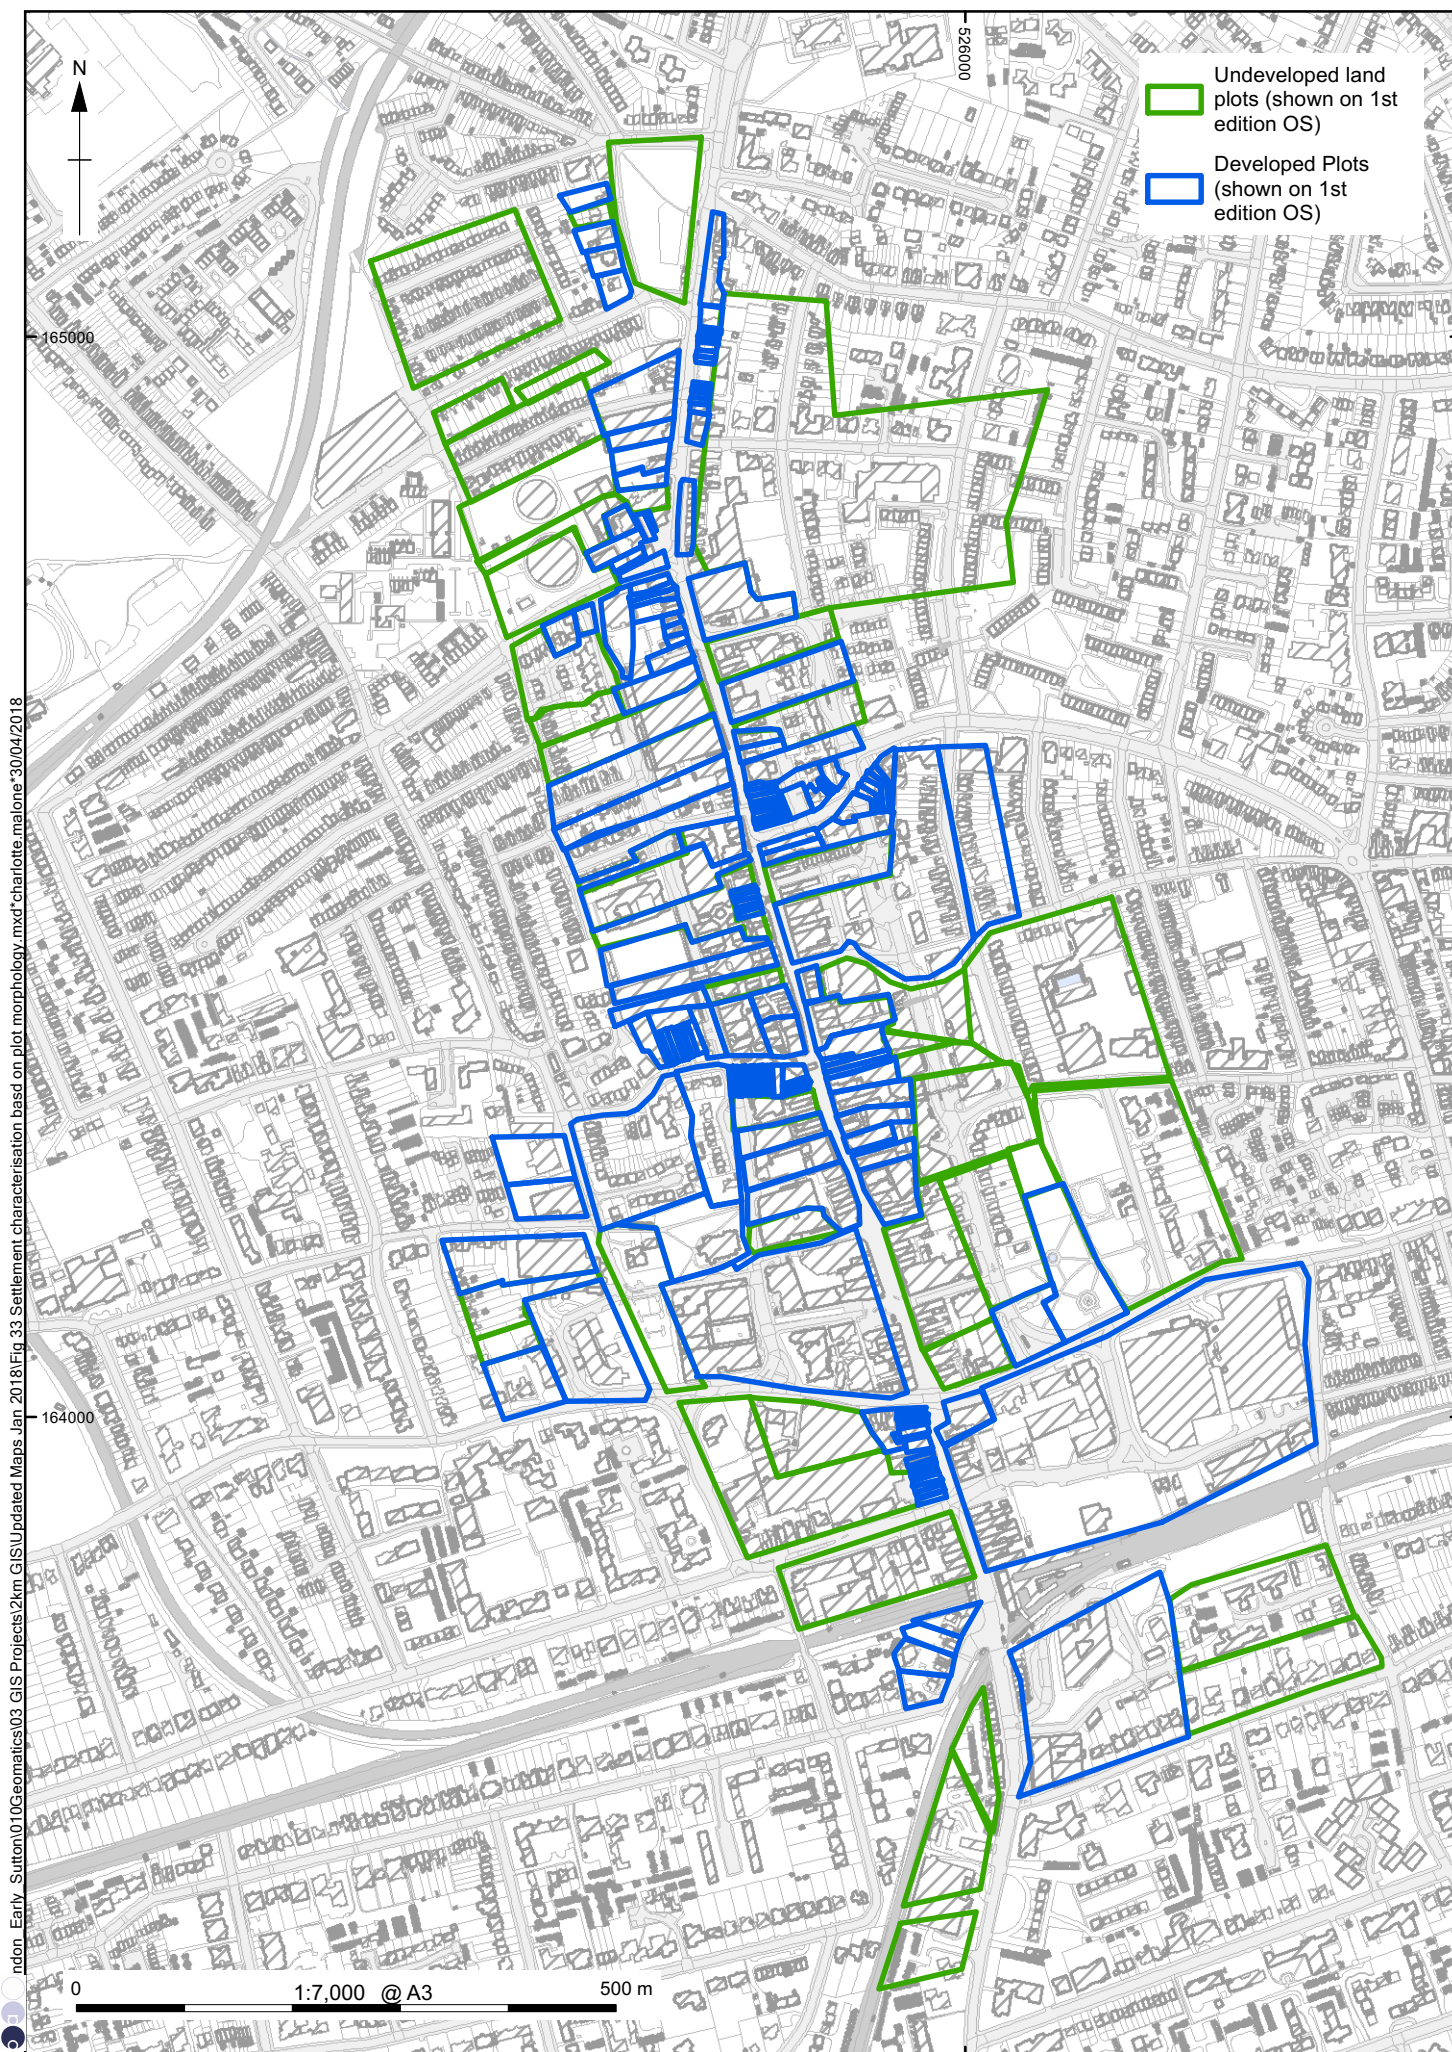 N
526000
Undeveloped land
plots (shown on 1st
edition OS)
Developed Plots
(shown on 1st
edition OS)
165000
164000
0
1:7,000 @ A3
500 m
ndon_Early_Sutton\010Geomatics\03 GIS Projects\2km GIS\Updated Maps Jan 2018\Fig 33 Settlement characterisation basd on plot morphology.mxd*charlotte.malone*30/04/2018